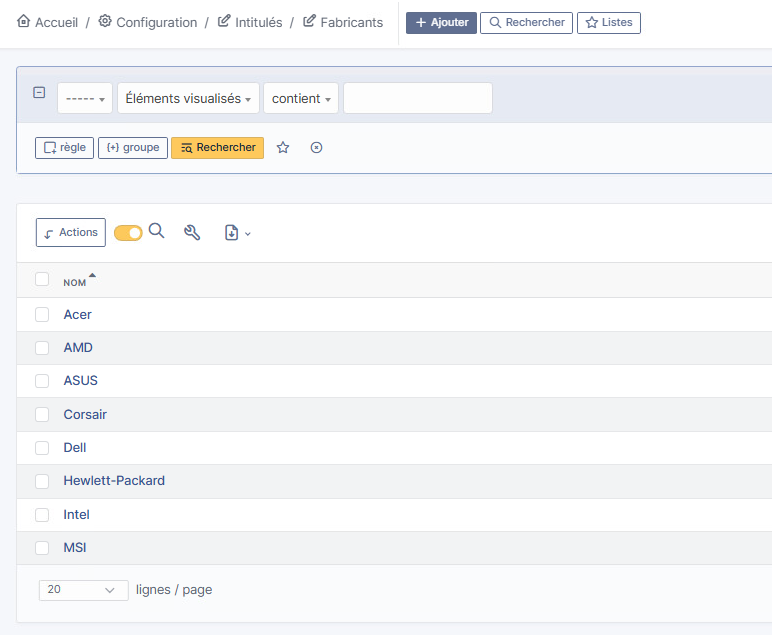 Accueil / Configuration / Intitulés / Fabricants + Ajouter Rechercher Listes
----- Éléments visualisés contient
règle {+} groupe Rechercher
Actions
NOM
Acer
AMD
ASUS
Corsair
Dell
Hewlett-Packard
Intel
MSI
20 lignes / page